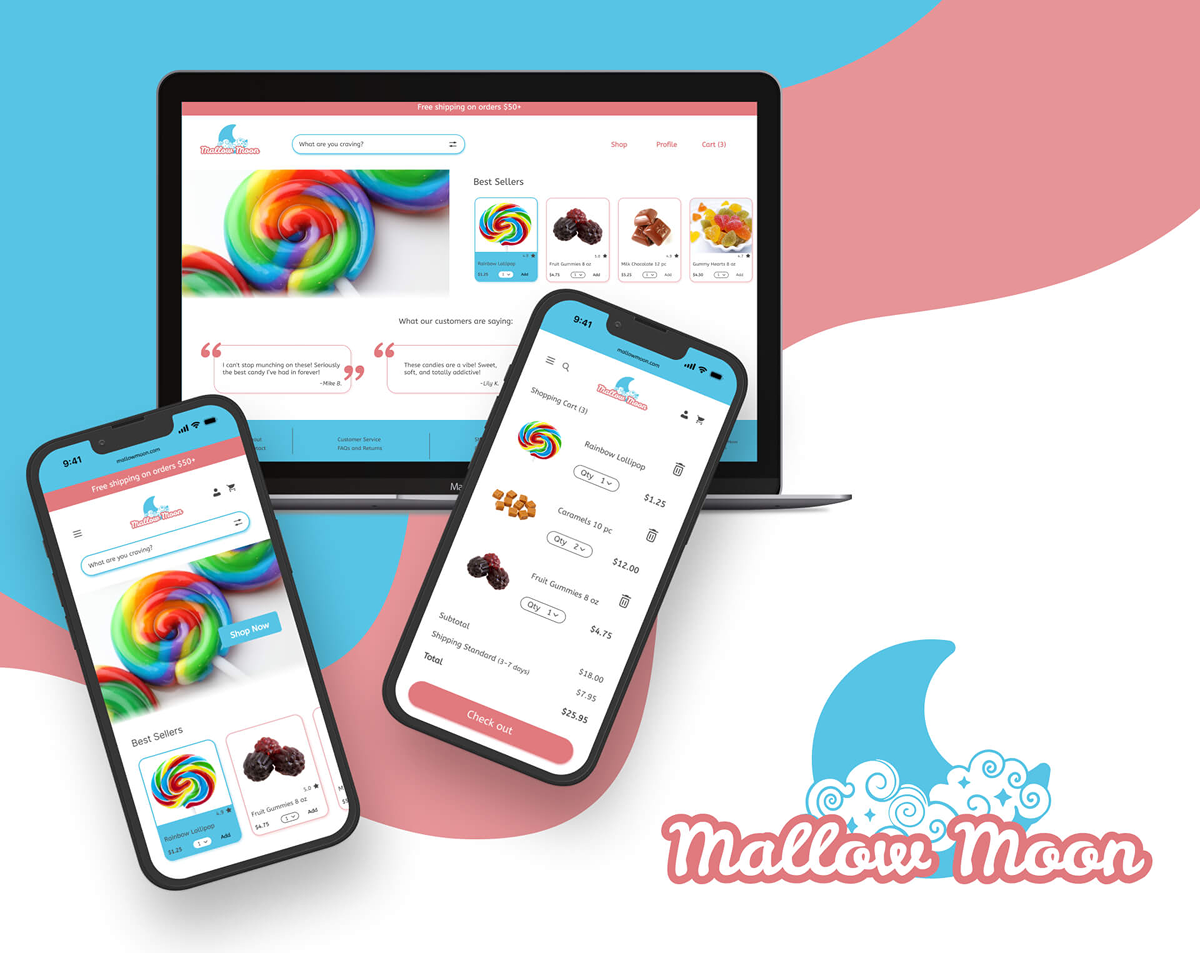 Free shipping on orders $50+
Mallow Moon
What are you craving?
Shop
Profile
Cart (3)
Best Sellers
4.8
Rainbow Lollipop
$1.25
1
Add
5.0
Fruit Gummies 8 oz
$4.75
1
Add
4.9
Milk Chocolate 12 pc
$5.25
1
Add
4.7
Gummy Hearts 8 oz
$4.50
1
Add
What our customers are saying:
I can't stop munching on these! Seriously
the best candy I've had in forever!
-Mike B.
These candies are a vibe! Sweet,
soft, and totally addictive!
-Lily K.
Customer Service
FAQs and Returns
Ma
9:41
mallowmoon.com
Free shipping on orders $50+
Mallow Moon
What are you craving?
Shop Now
Best Sellers
4.8
Rainbow Lollipop
$1.25
1
Add
5.0
Fruit Gummies 8 oz
$4.75
1
Add
9:41
mallowmoon.com
Mallow Moon
Shopping Cart (3)
Rainbow Lollipop
Qty 1
$1.25
Caramels 10 pc
Qty 2
$12.00
Fruit Gummies 8 oz
Qty 1
$4.75
Subtotal
$18.00
Shipping Standard (3-7 days)
$7.95
Total
$25.95
Check out
Mallow Moon